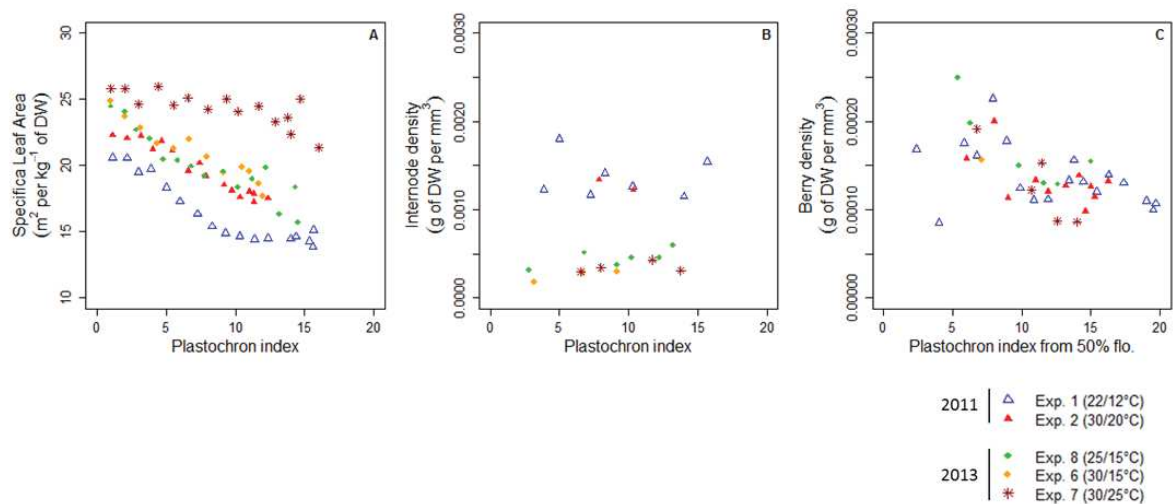 A
Specifica Leaf Area
(m² per kg⁻¹ of DW)
30
25
20
15
10
0 5 10 15 20
Plastochron index
B
Internode density
(g of DW per mm³)
0.0030
0.0020
0.0010
0.0000
0 5 10 15 20
Plastochron index
C
Berry density
(g of DW per mm³)
0.00030
0.00020
0.00010
0.00000
0 5 10 15 20
Plastochron index from 50% flo.
2011
Exp. 1 (22/12°C)
Exp. 2 (30/20°C)
2013
Exp. 8 (25/15°C)
Exp. 6 (30/15°C)
Exp. 7 (30/25°C)